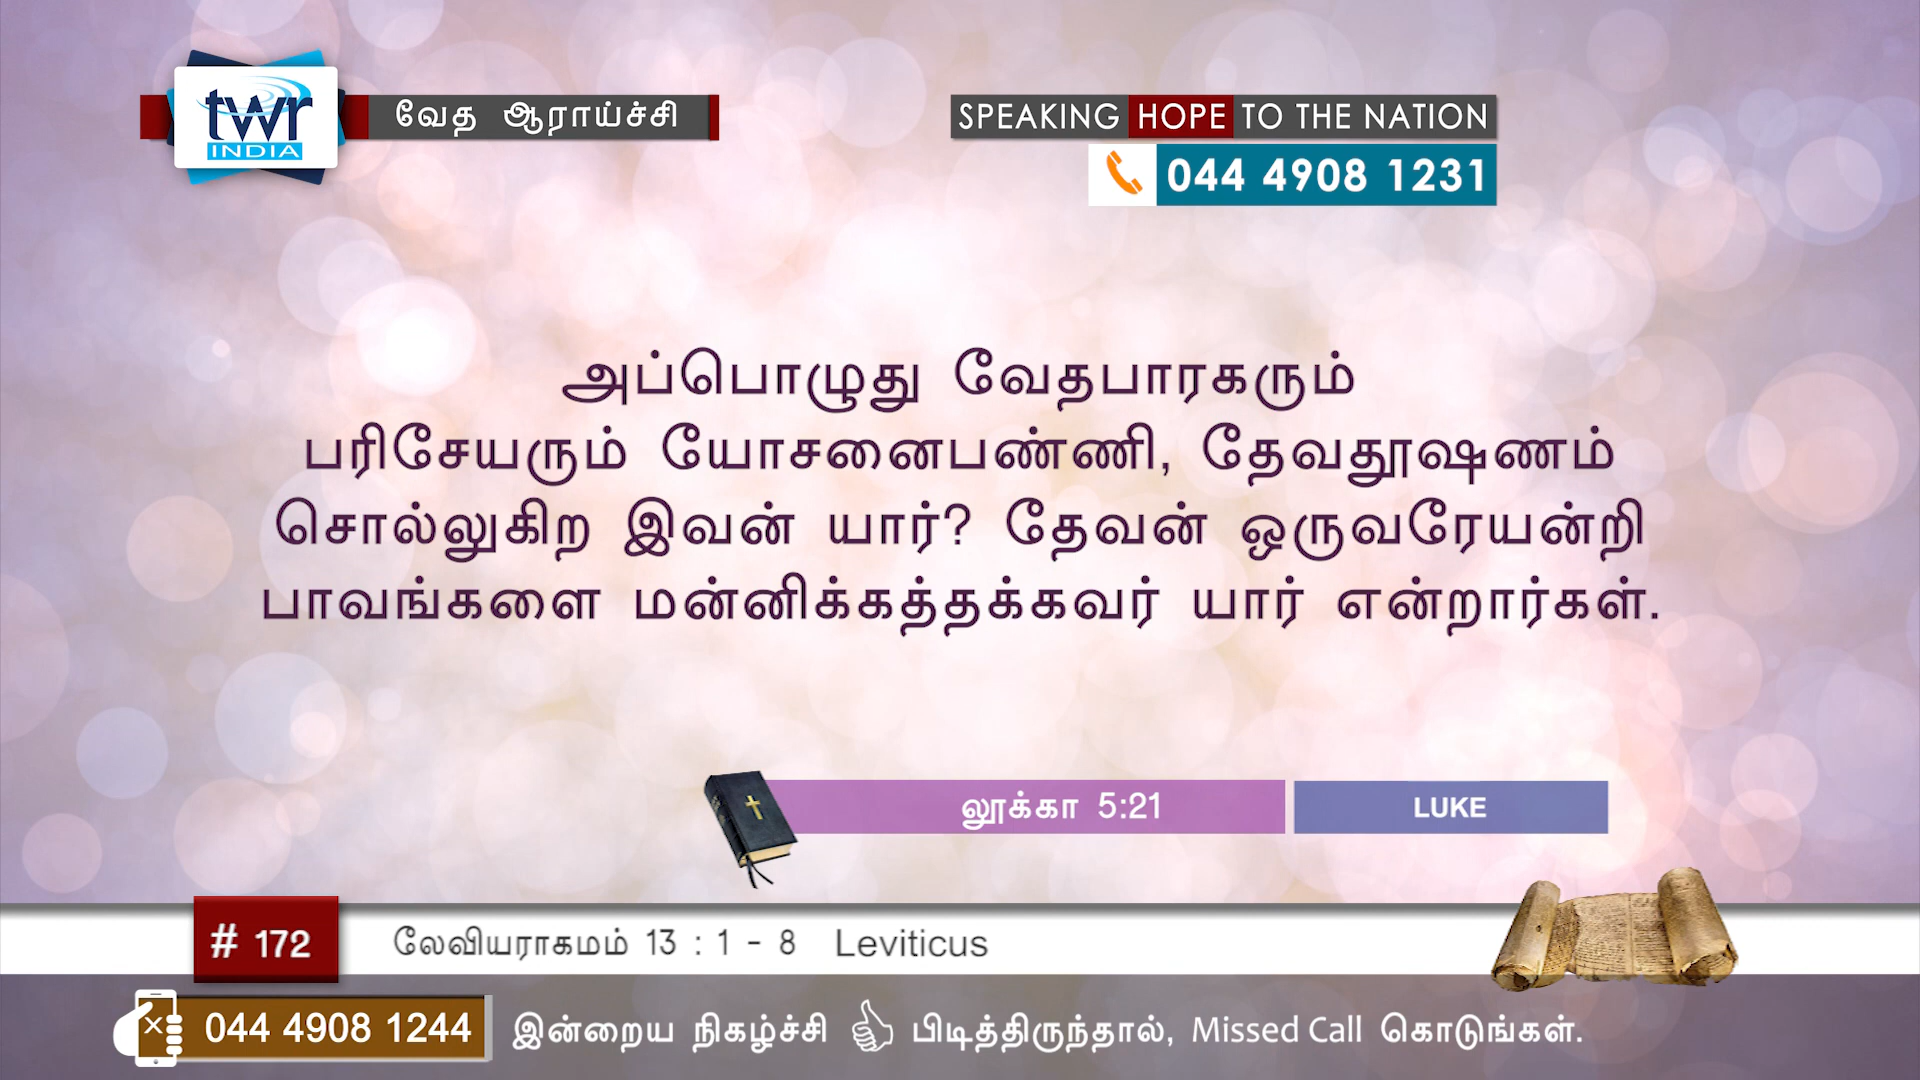 twr
INDIA
வேத ஆராய்ச்சி
SPEAKING HOPE TO THE NATION
044 4908 1231
அப்பொழுது வேதபாரகரும்
பரிசேயரும் யோசனைபண்ணி, தேவதூஷணம்
சொல்லுகிற இவன் யார்? தேவன் ஒருவரேயன்றி
பாவங்களை மன்னிக்கத்தக்கவர் யார் என்றார்கள்.
லூக்கா 5:21
LUKE
# 172
லேவியராகமம் 13 : 1 - 8 Leviticus
044 4908 1244
இன்றைய நிகழ்ச்சி பிடித்திருந்தால், Missed Call கொடுங்கள்.